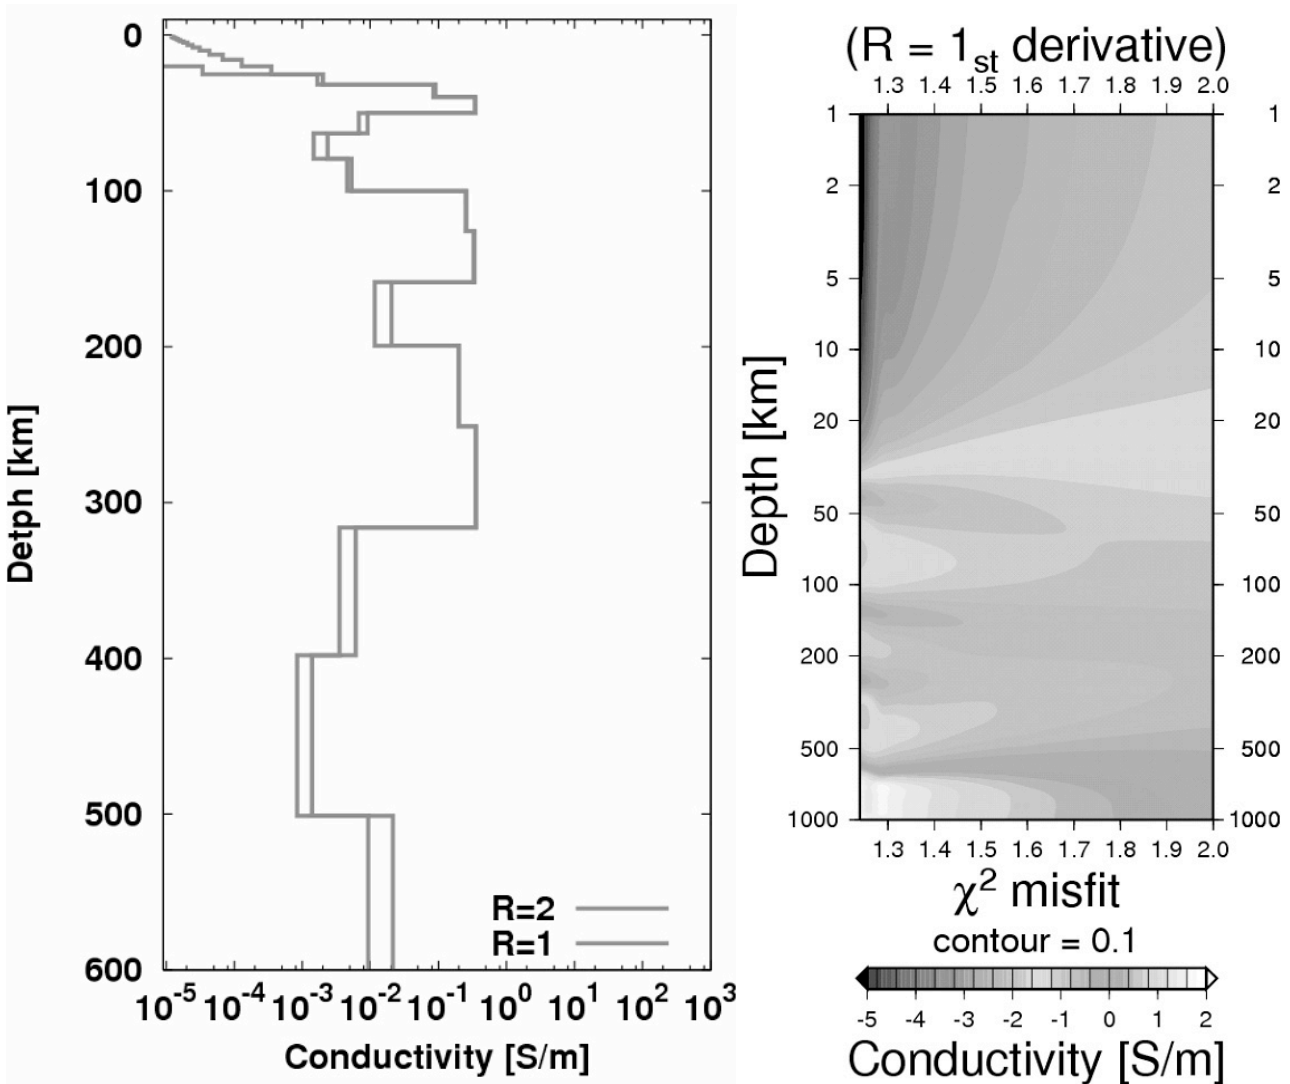 0
100
200
300
400
500
600
Detpth [km]
R=2
R=1
10-5 10-4 10-3 10-2 10-1 100 101 102 103
Conductivity [S/m]
(R = 1st derivative)
1.3 1.4 1.5 1.6 1.7 1.8 1.9 2.0
1 1
2 2
5 5
10 10
20 20
50 50
100 100
200 200
500 500
1000 1000
Depth [km]
1.3 1.4 1.5 1.6 1.7 1.8 1.9 2.0
χ2 misfit
contour = 0.1
-5 -4 -3 -2 -1 0 1 2
Conductivity [S/m]